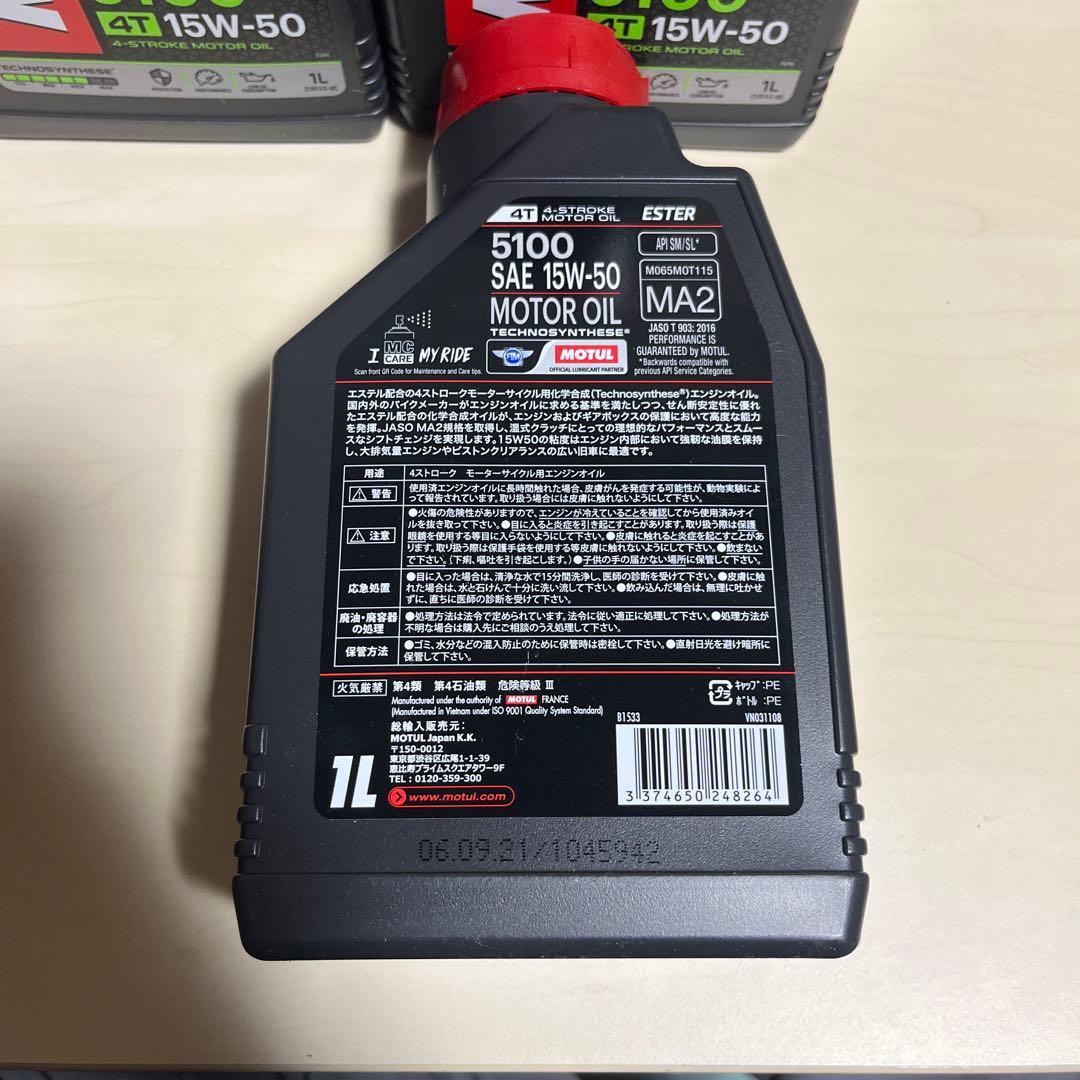 5100
4T 15W-50
4-STROKE MOTOR OIL
TECHNOSYNTHESE®
1L
5100
4T 15W-50
4-STROKE MOTOR OIL
1L
4T 4-STROKE MOTOR OIL ESTER
5100
SAE 15W-50
MOTOR OIL
TECHNOSYNTHESE®
API SM/SL*
M065MOT115
MA2
JASO T 903: 2016
PERFORMANCE IS
GUARANTEED by MOTUL.
*Backwards compatible with
previous API Service Categories.
I MC CARE MY RIDE
Scan front QR Code for Maintenance and Care tips.
FIM
MOTUL
OFFICIAL LUBRICANT PARTNER
エステル配合の4ストロークモーターサイクル用化学合成(Technosynthese®)エンジンオイル。
国内外のバイクメーカーがエンジンオイルに求める基準を満たしつつ、せん断安定性に優れ
たエステル配合の化学合成オイルが、エンジンおよびギアボックスの保護において高度な能力
を発揮。JASO MA2規格を取得し、湿式クラッチにとっての理想的なパフォーマンスとスムー
スなシフトチェンジを実現します。15W50の粘度はエンジン内部において強靭な油膜を保持
し、大排気量エンジンやピストンクリアランスの広い旧車に最適です。
用途 4ストローク モーターサイクル用エンジンオイル
警告 使用済エンジンオイルに長時間触れた場合、皮膚がんを発症する可能性が、動物実験によ
って報告されています。取り扱う場合には皮膚に触れないようにして下さい。
注意 ●火傷の危険性がありますので、エンジンが冷えていることを確認してから使用済みオイ
ルを抜き取って下さい。●目に入ると炎症を引き起こすことがあります。取り扱う際は保護
眼鏡を使用する等目に入らないようにして下さい。●皮膚に触れると炎症を起こすことがあ
ります。取り扱う際は保護手袋を使用する等皮膚に触れないようにして下さい。●飲まない
で下さい。(下痢、嘔吐を引き起こします。)●子供の手の届かない場所に保管して下さい。
応急処置 ●目に入った場合は、清浄な水で15分間洗浄し、医師の診断を受けて下さい。●皮膚に触
れた場合は、水と石けんで十分に洗い流して下さい。●飲み込んだ場合は、無理に吐かせ
ずに、直ちに医師の診断を受けて下さい。
廃油・廃容器の処理 ●処理方法は法令で定められています。法令に従い適正に処理して下さい。●処理方法が
不明な場合は購入先にご相談のうえ処理して下さい。
保管方法 ●ゴミ、水分などの混入防止のために保管時は密栓して下さい。●直射日光を避け暗所に
保管して下さい。
火気厳禁 第4類 第4石油類 危険等級 Ⅲ
Manufactured under the authority of MOTUL FRANCE
(Manufactured in Vietnam under ISO 9001 Quality System Standard)
プラ
キャップ:PE
ボトル:PE
総輸入販売元:
MOTUL Japan K.K.
〒150-0012
東京都渋谷区広尾1-1-39
恵比寿プライムスクエアタワー9F
TEL : 0120-359-300
www.motul.com
1L
B1533 VN031108
3 374650 248264
06.09.21/1045942